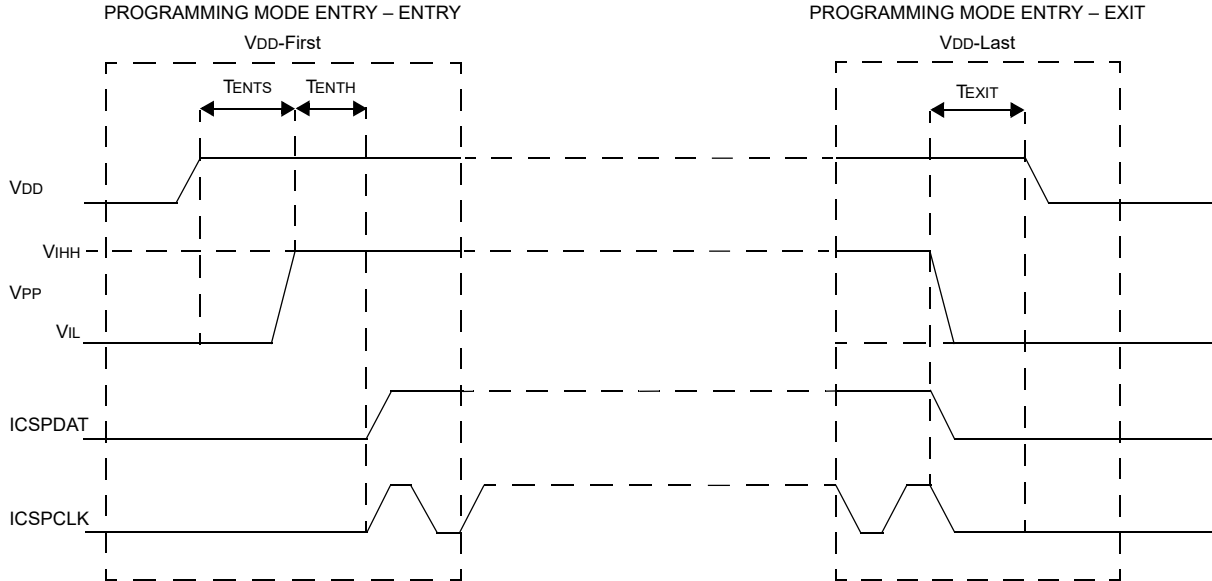 PROGRAMMING MODE ENTRY – ENTRY
PROGRAMMING MODE ENTRY – EXIT
VDD-First
VDD-Last
TENTS
TENTH
TEXIT
VDD
VIHH
VPP
VIL
ICSPDAT
ICSPCLK